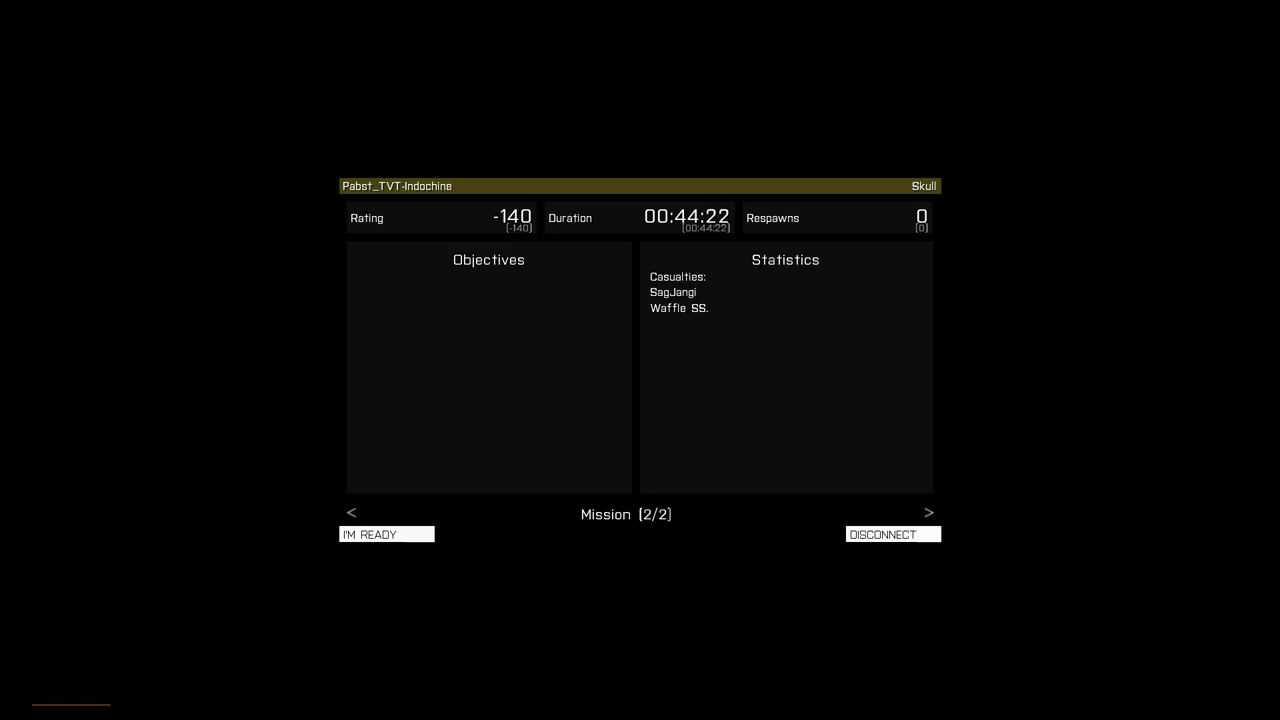 Pabst_TVT-Indochine Skull
Rating -140 Duration 00:44:22 Respawns 0
(-140) (00:44:22) (0)
Objectives
Statistics
Casualties:
SagJangi
Waffle SS.
< Mission (2/2) >
I'M READY DISCONNECT